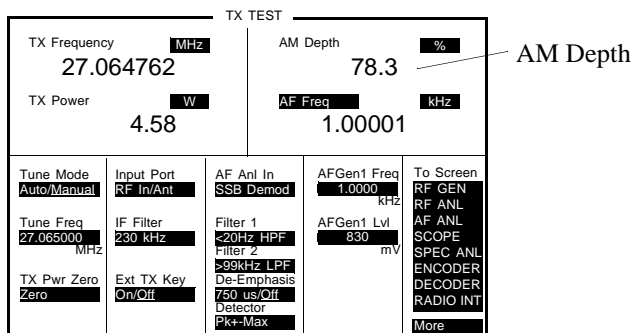 TX TEST
TX Frequency MHz
27.064762
AM Depth %
78.3
AM Depth
TX Power W
4.58
AF Freq kHz
1.00001
Tune Mode
Auto/Manual
Tune Freq
27.065000
MHz
TX Pwr Zero
Zero
Input Port
RF In/Ant
IF Filter
230 kHz
Ext TX Key
On/Off
AF Anl In
SSB Demod
Filter 1
<20Hz HPF
Filter 2
>99kHz LPF
De-Emphasis
750 us/Off
Detector
Pk+-Max
AFGen1 Freq
1.0000
kHz
AFGen1 Lvl
830
mV
To Screen
RF GEN
RF ANL
AF ANL
SCOPE
SPEC ANL
ENCODER
DECODER
RADIO INT
More